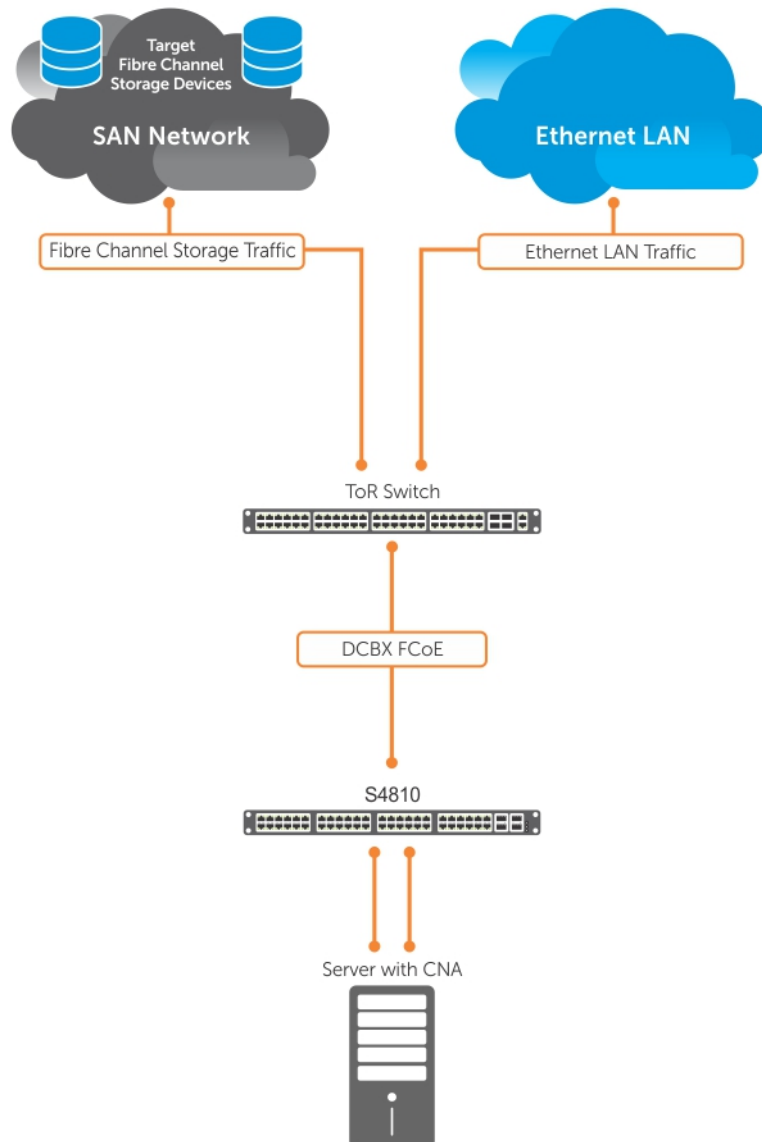 Target
Fibre Channel
Storage Devices
SAN Network
Ethernet LAN
Fibre Channel Storage Traffic
Ethernet LAN Traffic
ToR Switch
DCBX FCoE
S4810
Server with CNA